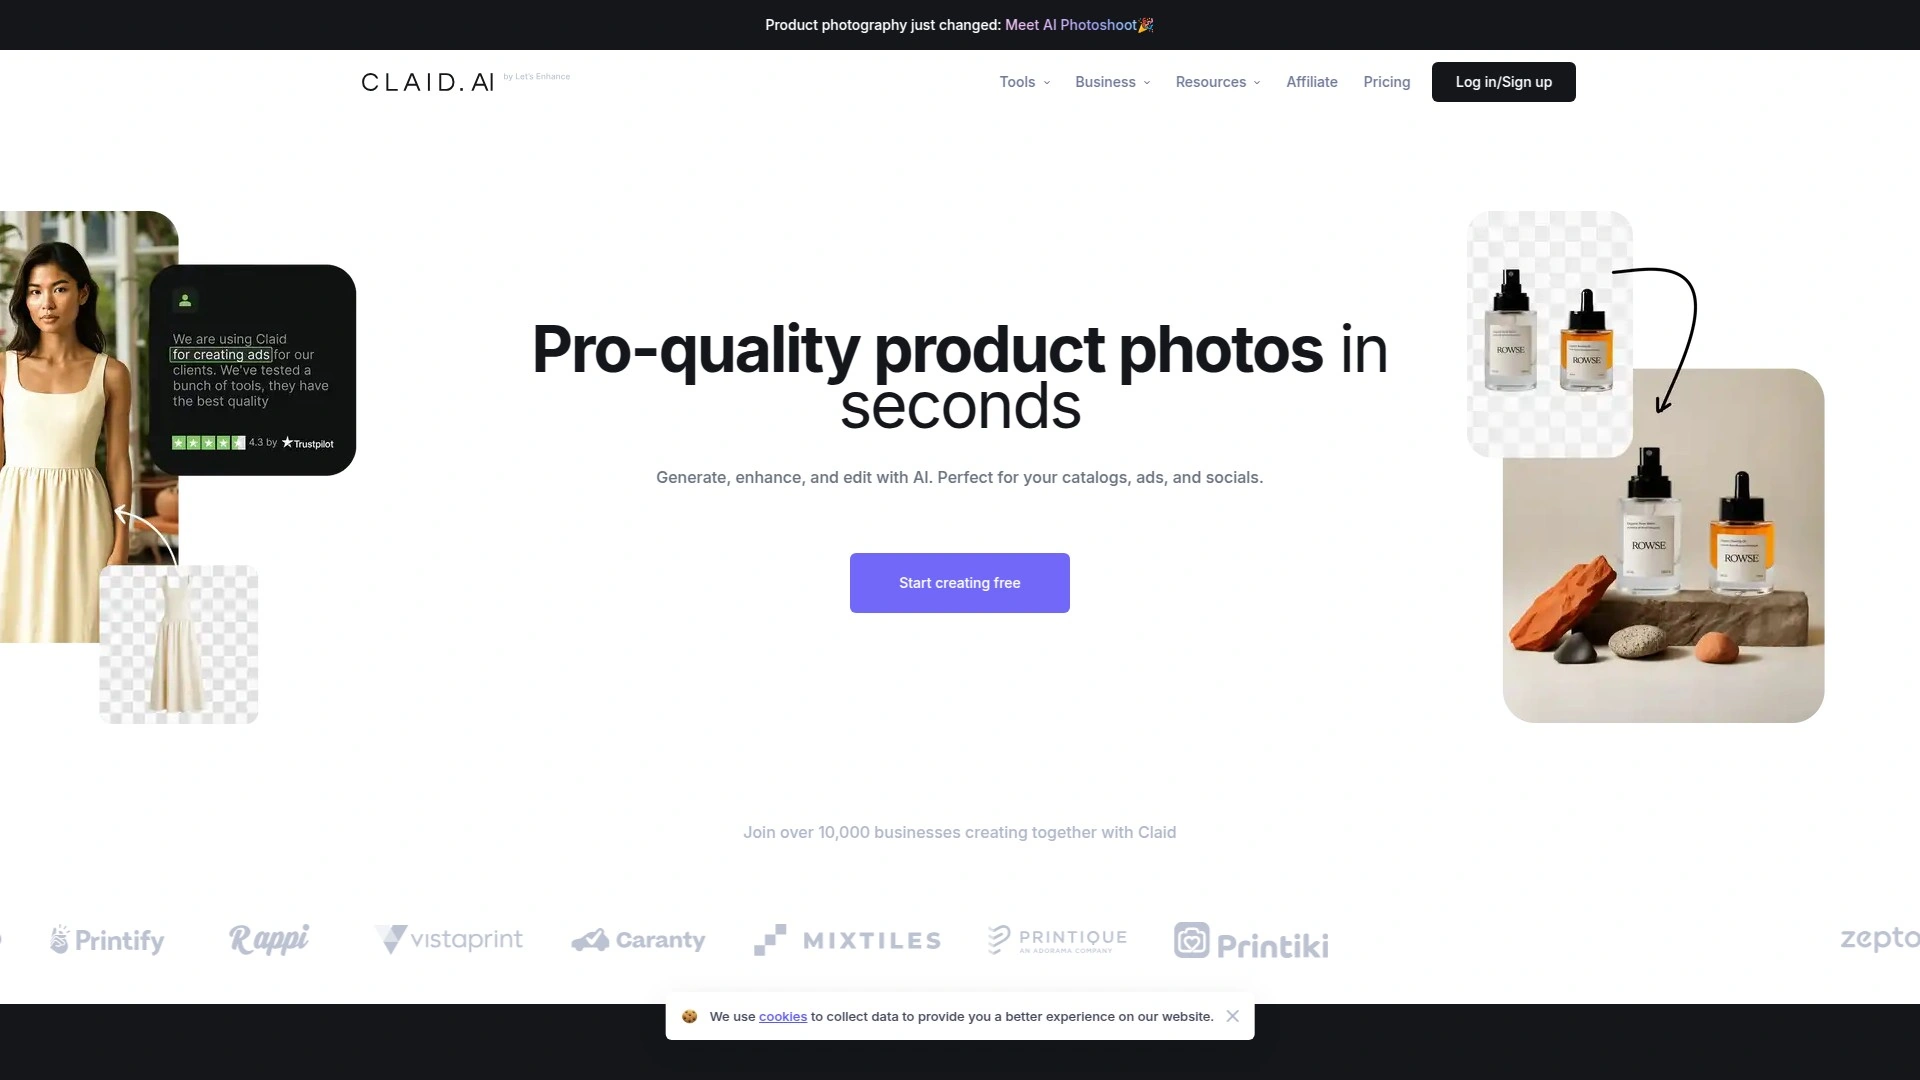 Product photography just changed: Meet AI Photoshoot🎉
CLAID.AI by Let's Enhance
Tools
Business
Resources
Affiliate
Pricing
Log in/Sign up
We are using Claid
for creating ads for our
clients. We've tested a
bunch of tools, they have
the best quality
4.3 by Trustpilot
Pro-quality product photos in
seconds
Generate, enhance, and edit with AI. Perfect for your catalogs, ads, and socials.
Start creating free
ROWSE
ROWSE
ROWSE
ROWSE
Join over 10,000 businesses creating together with Claid
Printify
Rappi
vistaprint
Caranty
MIXTILES
PRINTIQUE
AN ADORAMA COMPANY
Printiki
zepto
We use cookies to collect data to provide you a better experience on our website.